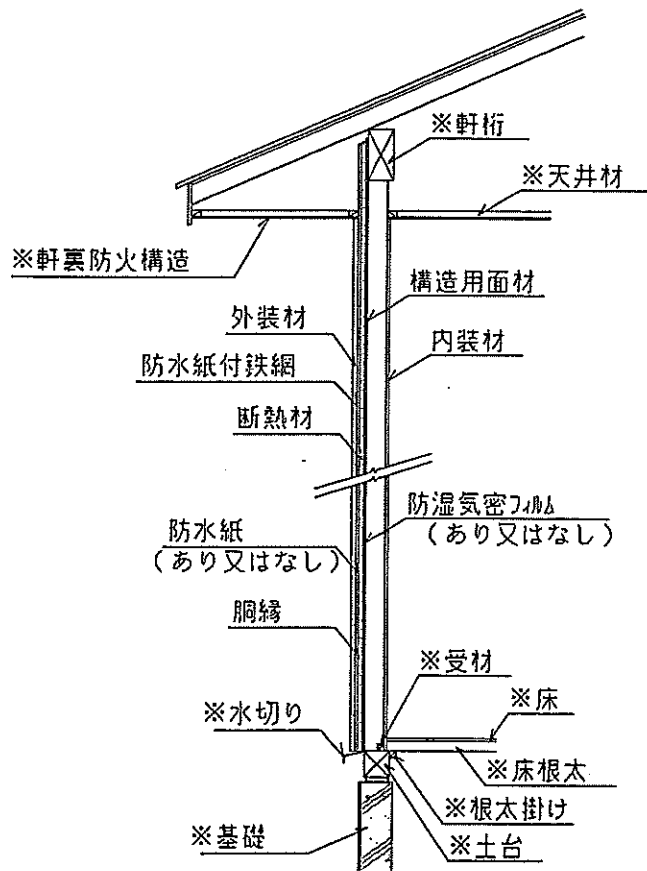 ※軒桁
※天井材
※軒裏防火構造
構造用面材
外装材
内装材
防水紙付鉄網
断熱材
防湿気密フィルム
(あり又はなし)
防水紙
(あり又はなし)
胴縁
※受材
※水切り
※床
※床根太
※根太掛け
※基礎
※土台